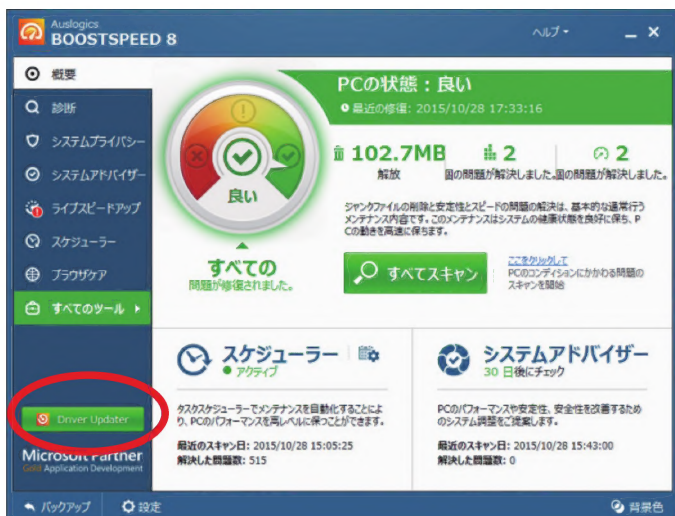 Auslogics
BOOSTSPEED 8
ヘルプ
概要
診断
システムプライバシー
システムアドバイザー
ライブスピードアップ
スケジューラー
ブラウザケア
すべてのツール
Driver Updater
Microsoft Partner
Gold Application Development
バックアップ
設定
良い
すべての
問題が修復されました。
PCの状態：良い
最近の修復: 2015/10/28 17:33:16
102.7MB
解放
2
固の問題が解決しました。
2
固の問題が解決しました。
ジャンクファイルの削除と安定性とスピードの問題の解決は、基本的な通常行う
メンテナンス内容です。このメンテナンスはシステムの健康状態を良好に保ち、P
Cの動きを高速に保ちます。
すべてスキャン
ここをクリックして
PCのコンディションにかかわる問題の
スキャンを開始
スケジューラー
アクティブ
タスクスケジューラーでメンテナンスを自動化することによ
り、PCのパフォーマンスを高レベルに保つことができます。
最近のスキャン日: 2015/10/28 15:05:25
解決した問題数: 515
システムアドバイザー
30 日後にチェック
PCのパフォーマンスや安定性、安全性を改善するため
のシステム調整をご提案します。
最近のスキャン日: 2015/10/28 15:43:00
解決した問題数: 0
背景色